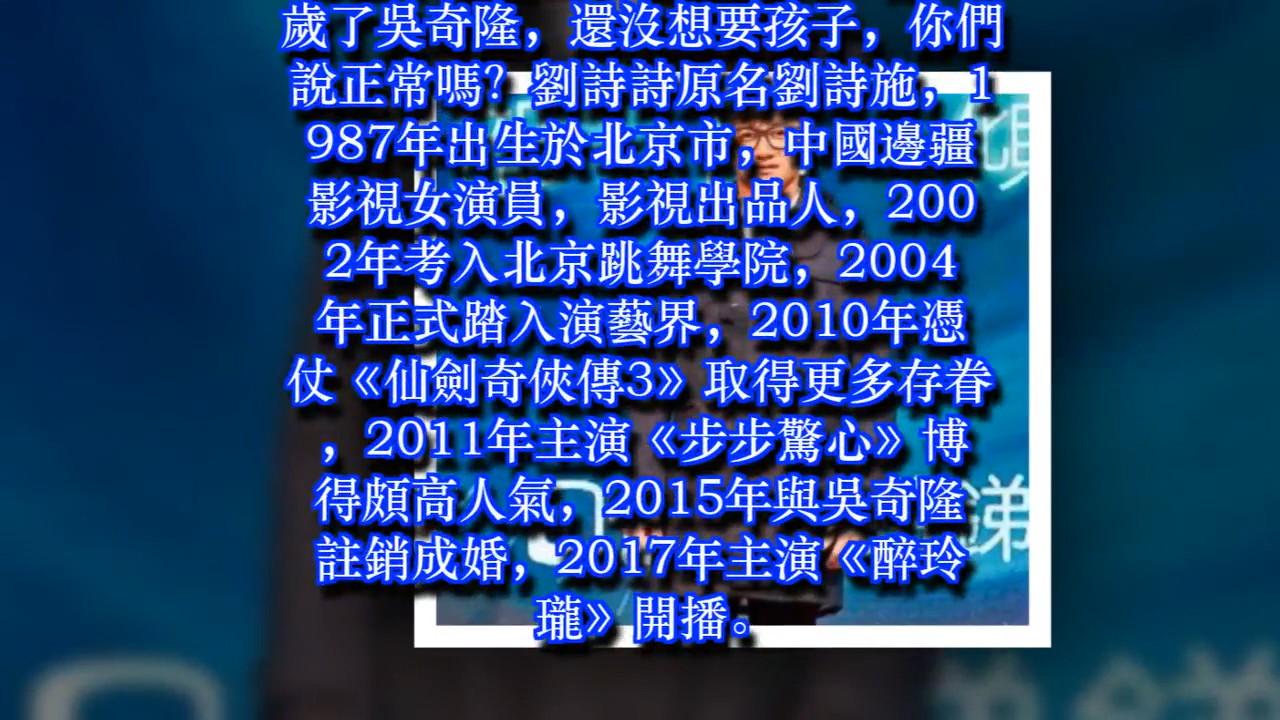 歲了吳奇隆，還沒想要孩子，你們
說正常嗎？劉詩詩原名劉詩施，1
987年出生於北京市，中國邊疆
影視女演員，影視出品人，200
2年考入北京跳舞學院，2004
年正式踏入演藝界，2010年憑
仗《仙劍奇俠傳3》取得更多存眷
，2011年主演《步步驚心》博
得頗高人氣，2015年與吳奇隆
註銷成婚，2017年主演《醉玲
瓏》開播。